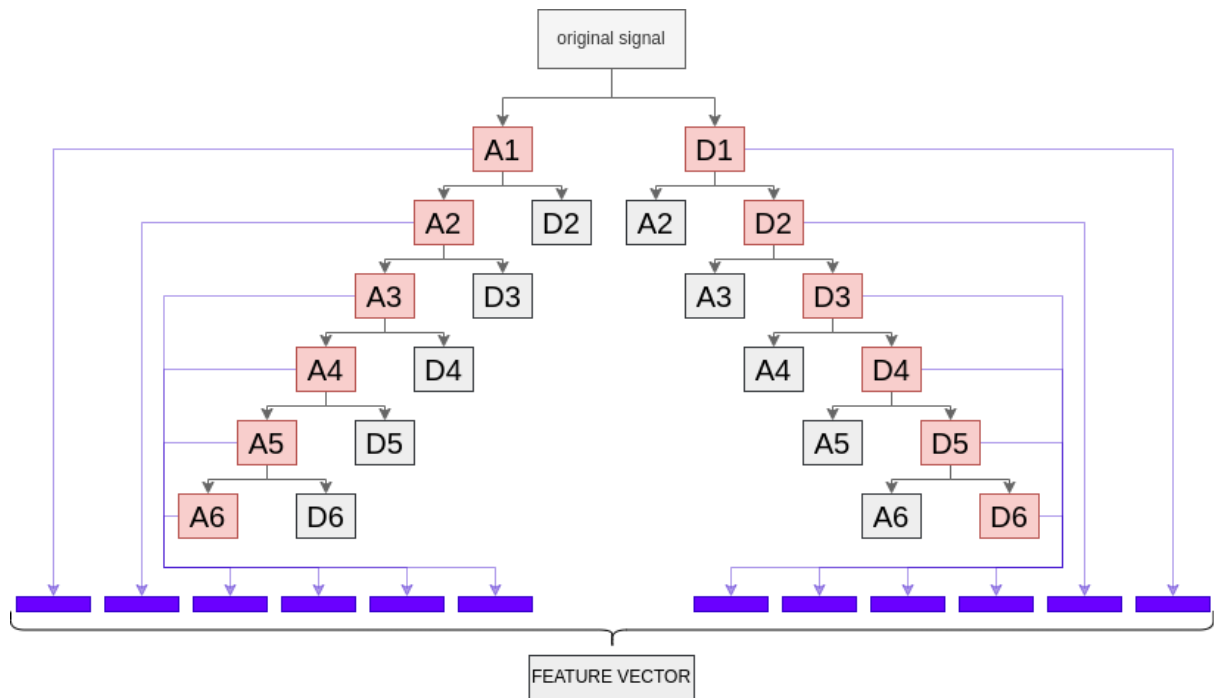 original signal
A1
D1
A2
D2
A2
D2
A3
D3
A3
D3
A4
D4
A4
D4
A5
D5
A5
D5
A6
D6
A6
D6
FEATURE VECTOR